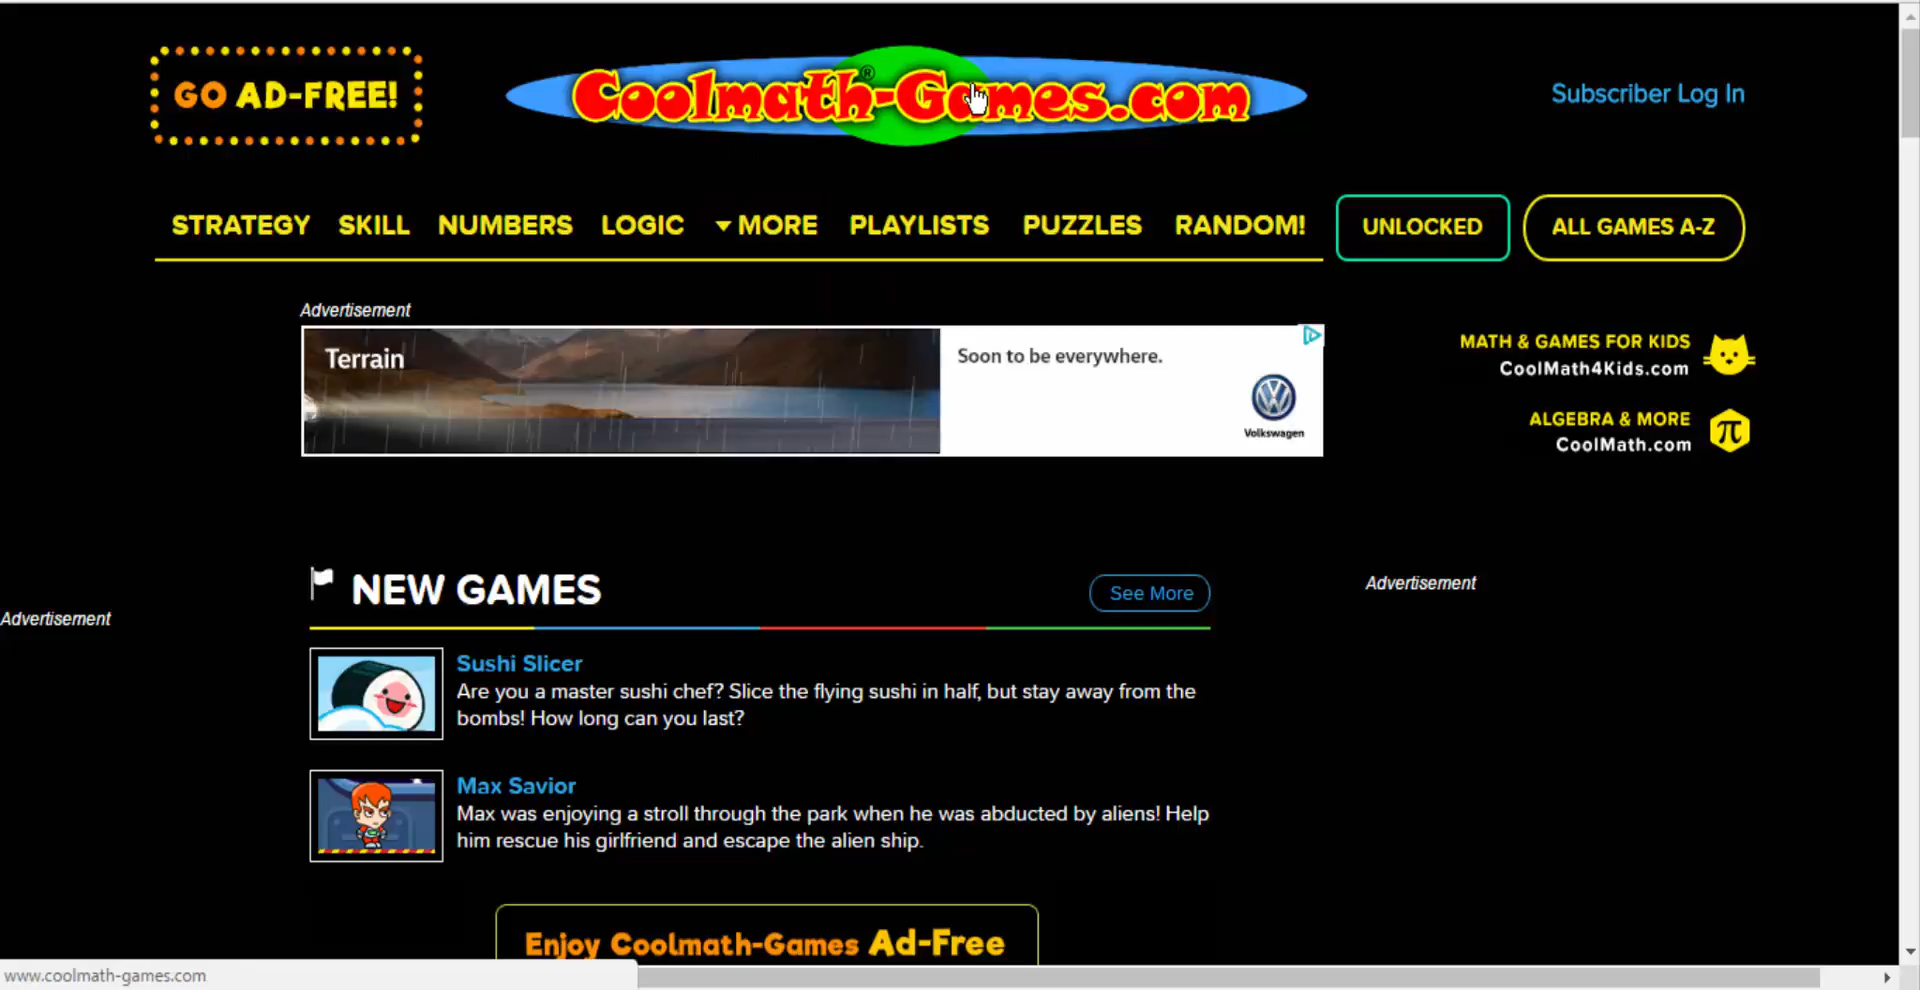 GO AD-FREE!
Coolmath-Games.com
®
Subscriber Log In
STRATEGY SKILL NUMBERS LOGIC MORE PLAYLISTS PUZZLES RANDOM! UNLOCKED ALL GAMES A-Z
Advertisement
Terrain
Soon to be everywhere.
Volkswagen
MATH & GAMES FOR KIDS
CoolMath4Kids.com
ALGEBRA & MORE
CoolMath.com
π
NEW GAMES
See More
Advertisement
Advertisement
Sushi Slicer
Are you a master sushi chef? Slice the flying sushi in half, but stay away from the
bombs! How long can you last?
Max Savior
Max was enjoying a stroll through the park when he was abducted by aliens! Help
him rescue his girlfriend and escape the alien ship.
Enjoy Coolmath-Games Ad-Free
www.coolmath-games.com